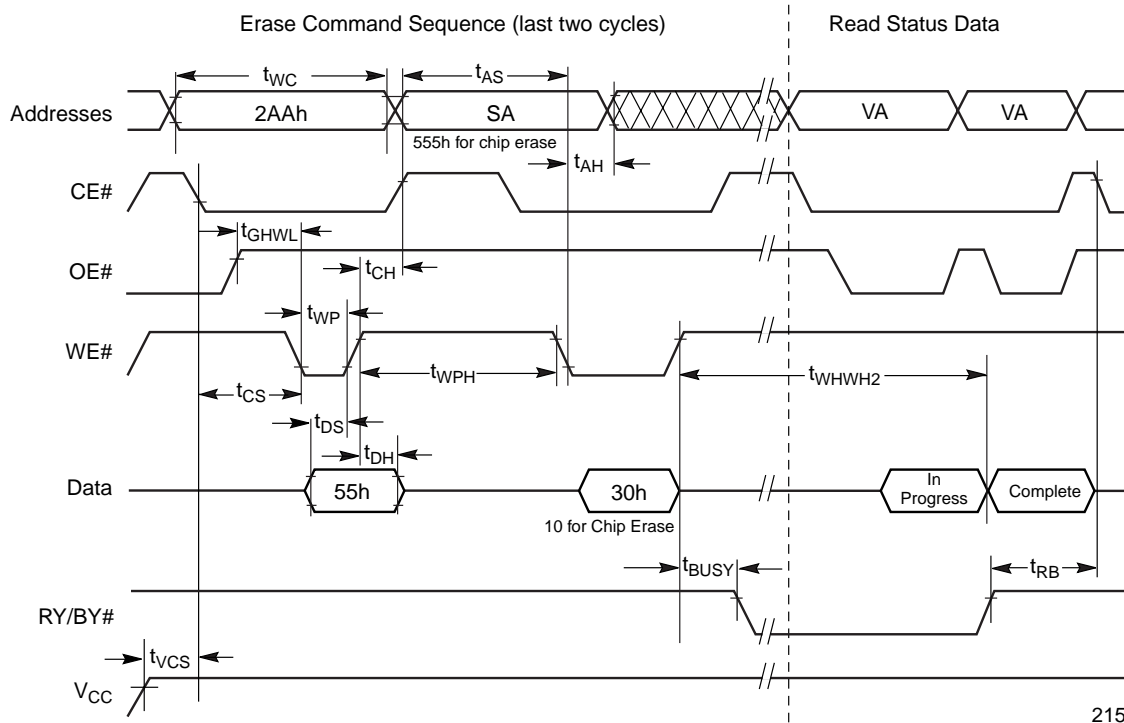 Erase Command Sequence (last two cycles)
Read Status Data
tWC
tAS
Addresses
2AAh
SA
VA
VA
555h for chip erase
tAH
CE#
tGHWL
OE#
tCH
tWP
WE#
tWPH
tWHWH2
tCS
tDS
tDH
Data
55h
30h
In
Progress
Complete
10 for Chip Erase
tBUSY
tRB
RY/BY#
tVCS
VCC
215